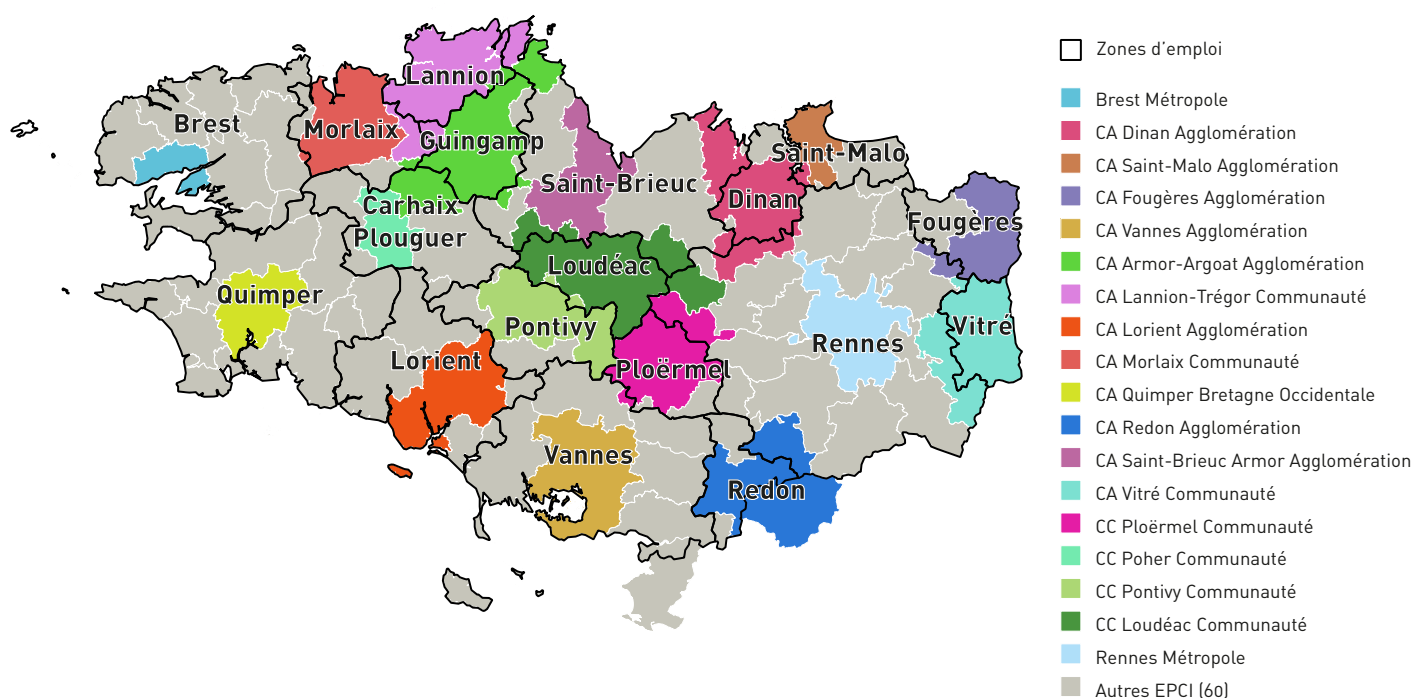 Lannion
Brest
Morlaix
Guingamp
Saint-Malo
Saint-Brieuc
Dinan
Carhaix
Plouguer
Fougères
Loudéac
Quimper
Pontivy
Vitré
Rennes
Lorient
Ploërmel
Vannes
Redon
Zones d'emploi
Brest Métropole
CA Dinan Agglomération
CA Saint-Malo Agglomération
CA Fougères Agglomération
CA Vannes Agglomération
CA Armor-Argoat Agglomération
CA Lannion-Trégor Communauté
CA Lorient Agglomération
CA Morlaix Communauté
CA Quimper Bretagne Occidentale
CA Redon Agglomération
CA Saint-Brieuc Armor Agglomération
CA Vitré Communauté
CC Ploërmel Communauté
CC Poher Communauté
CC Pontivy Communauté
CC Loudéac Communauté
Rennes Métropole
Autres EPCI (60)